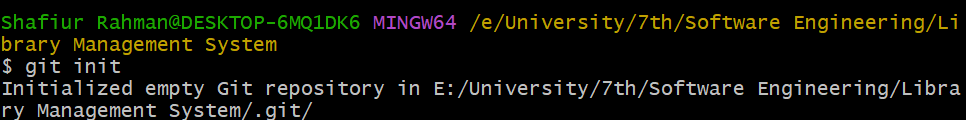 Shafiur Rahman@DESKTOP-6MQ1DK6 MINGW64 /e/University/7th/Software Engineering/Li
brary Management System
$ git init
Initialized empty Git repository in E:/University/7th/Software Engineering/Libra
ry Management System/.git/